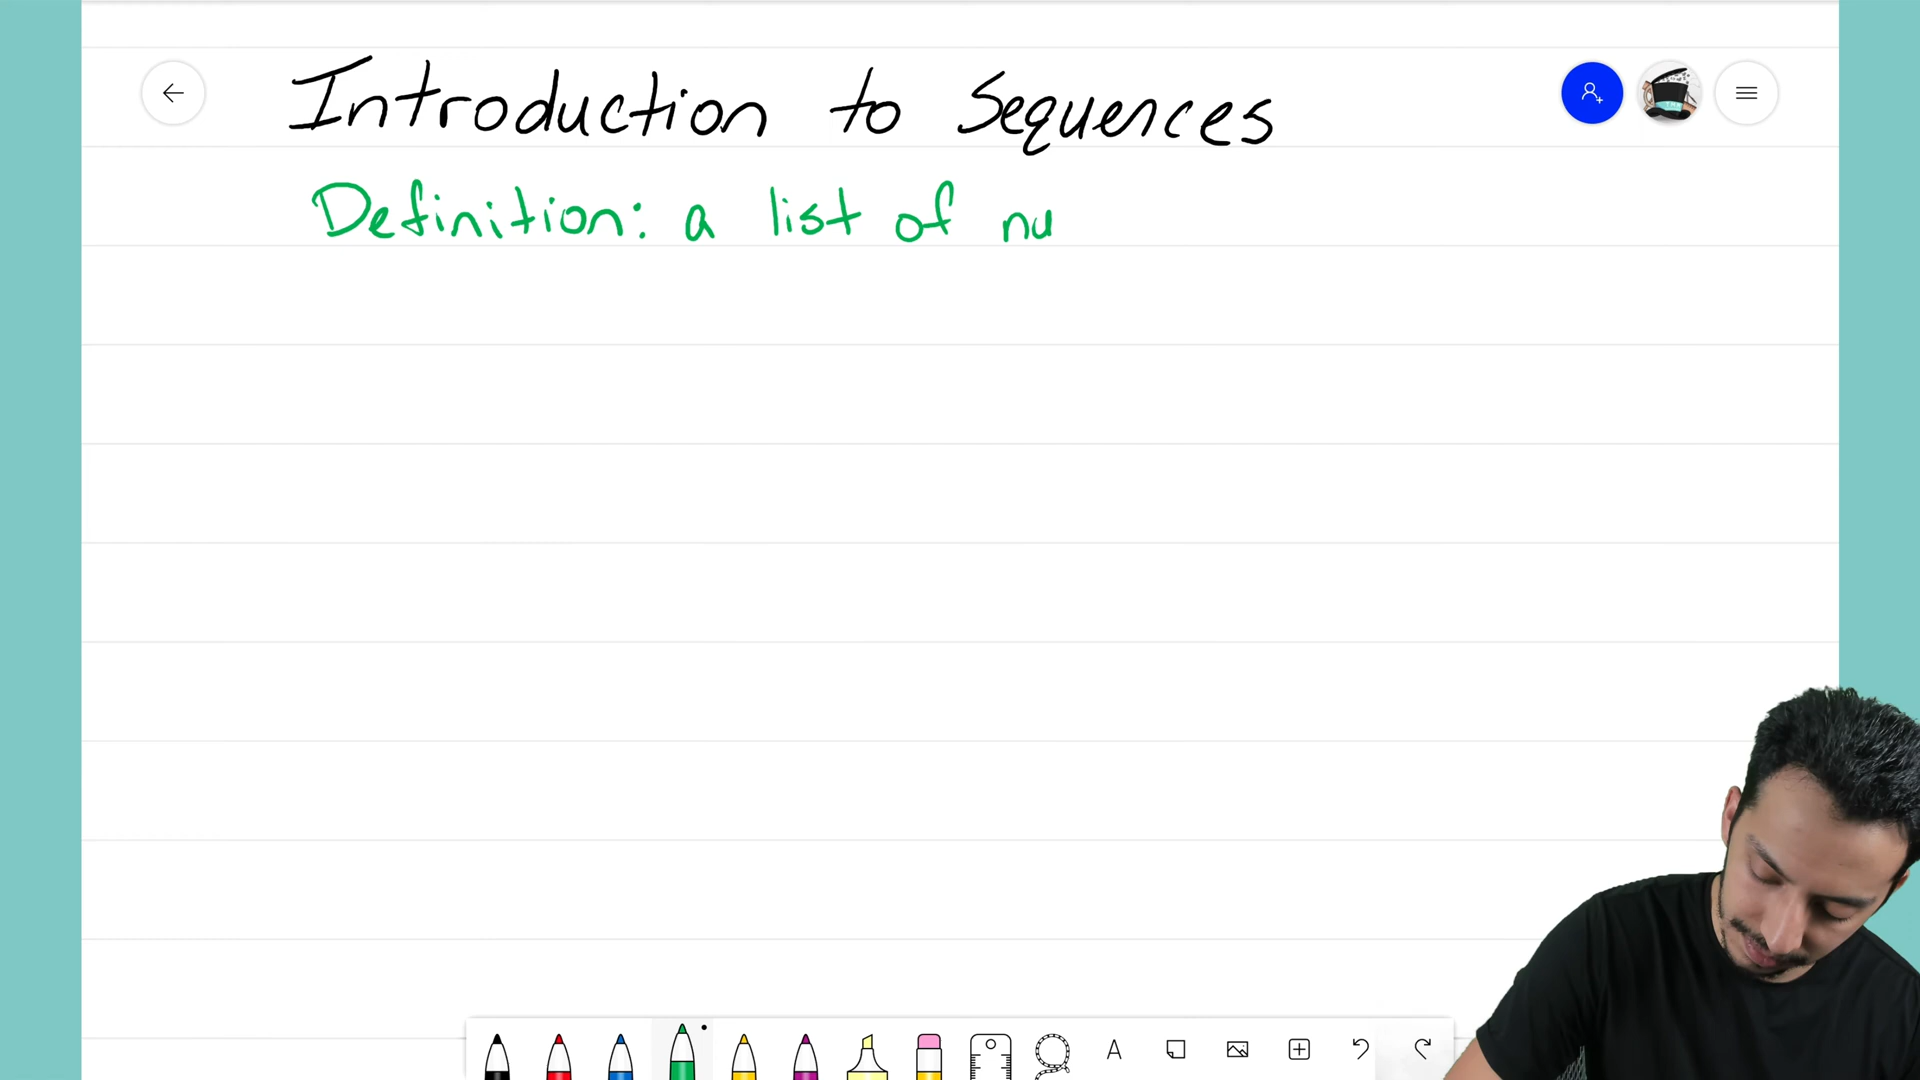 Introduction to Sequences
Definition: a list of nu
A